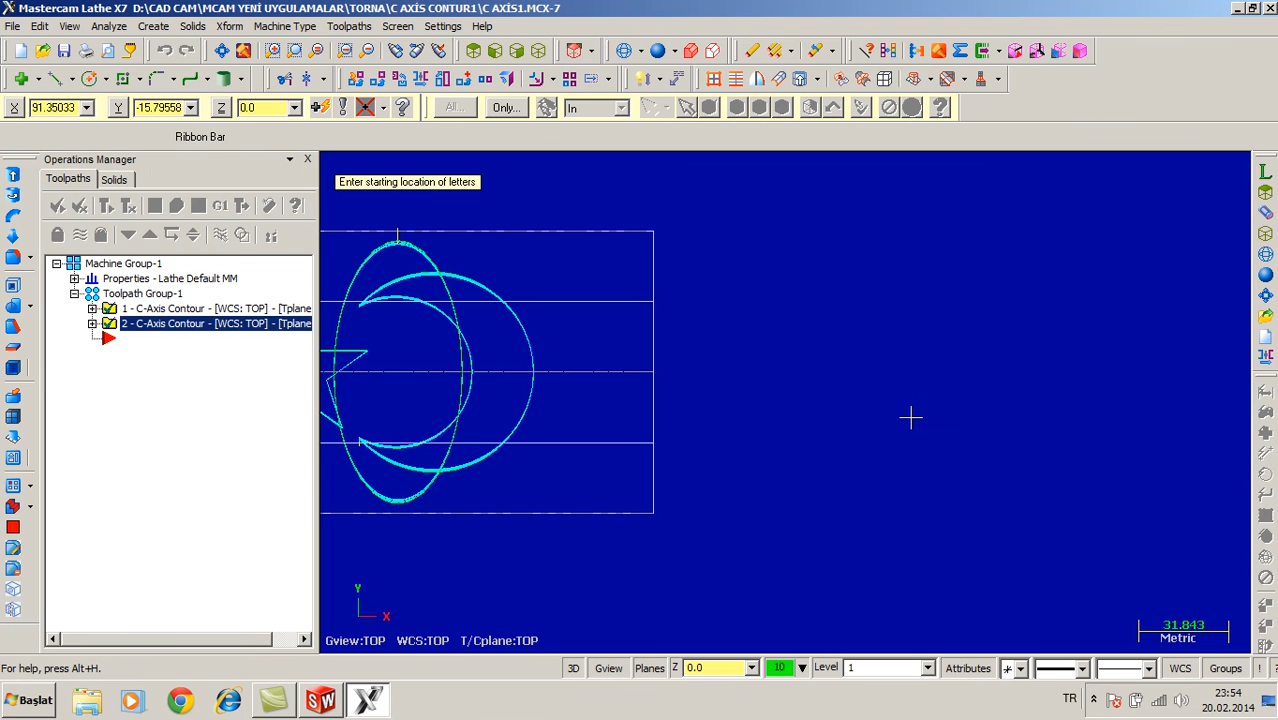 Mastercam Lathe X7 D:\CAD CAM\MCAM YENİ UYGULAMALAR\TORNA\C AXİS CONTUR1\C AXİS1.MCX-7
File Edit View Analyze Create Solids Xform Machine Type Toolpaths Screen Settings Help
X 91.35033 Y -15.79558 Z 0.0 All... Only... In
Ribbon Bar
Operations Manager
Toolpaths Solids
G1
Machine Group-1
Properties - Lathe Default MM
Toolpath Group-1
1 - C-Axis Contour - [WCS: TOP] - [Tplane
2 - C-Axis Contour - [WCS: TOP] - [Tplane
Enter starting location of letters
Y
X
Gview:TOP WCS:TOP T/Cplane:TOP
31.843
Metric
For help, press Alt+H.
3D Gview Planes Z 0.0 10 Level 1 Attributes WCS Groups
Başlat
TR
23:54
20.02.2014